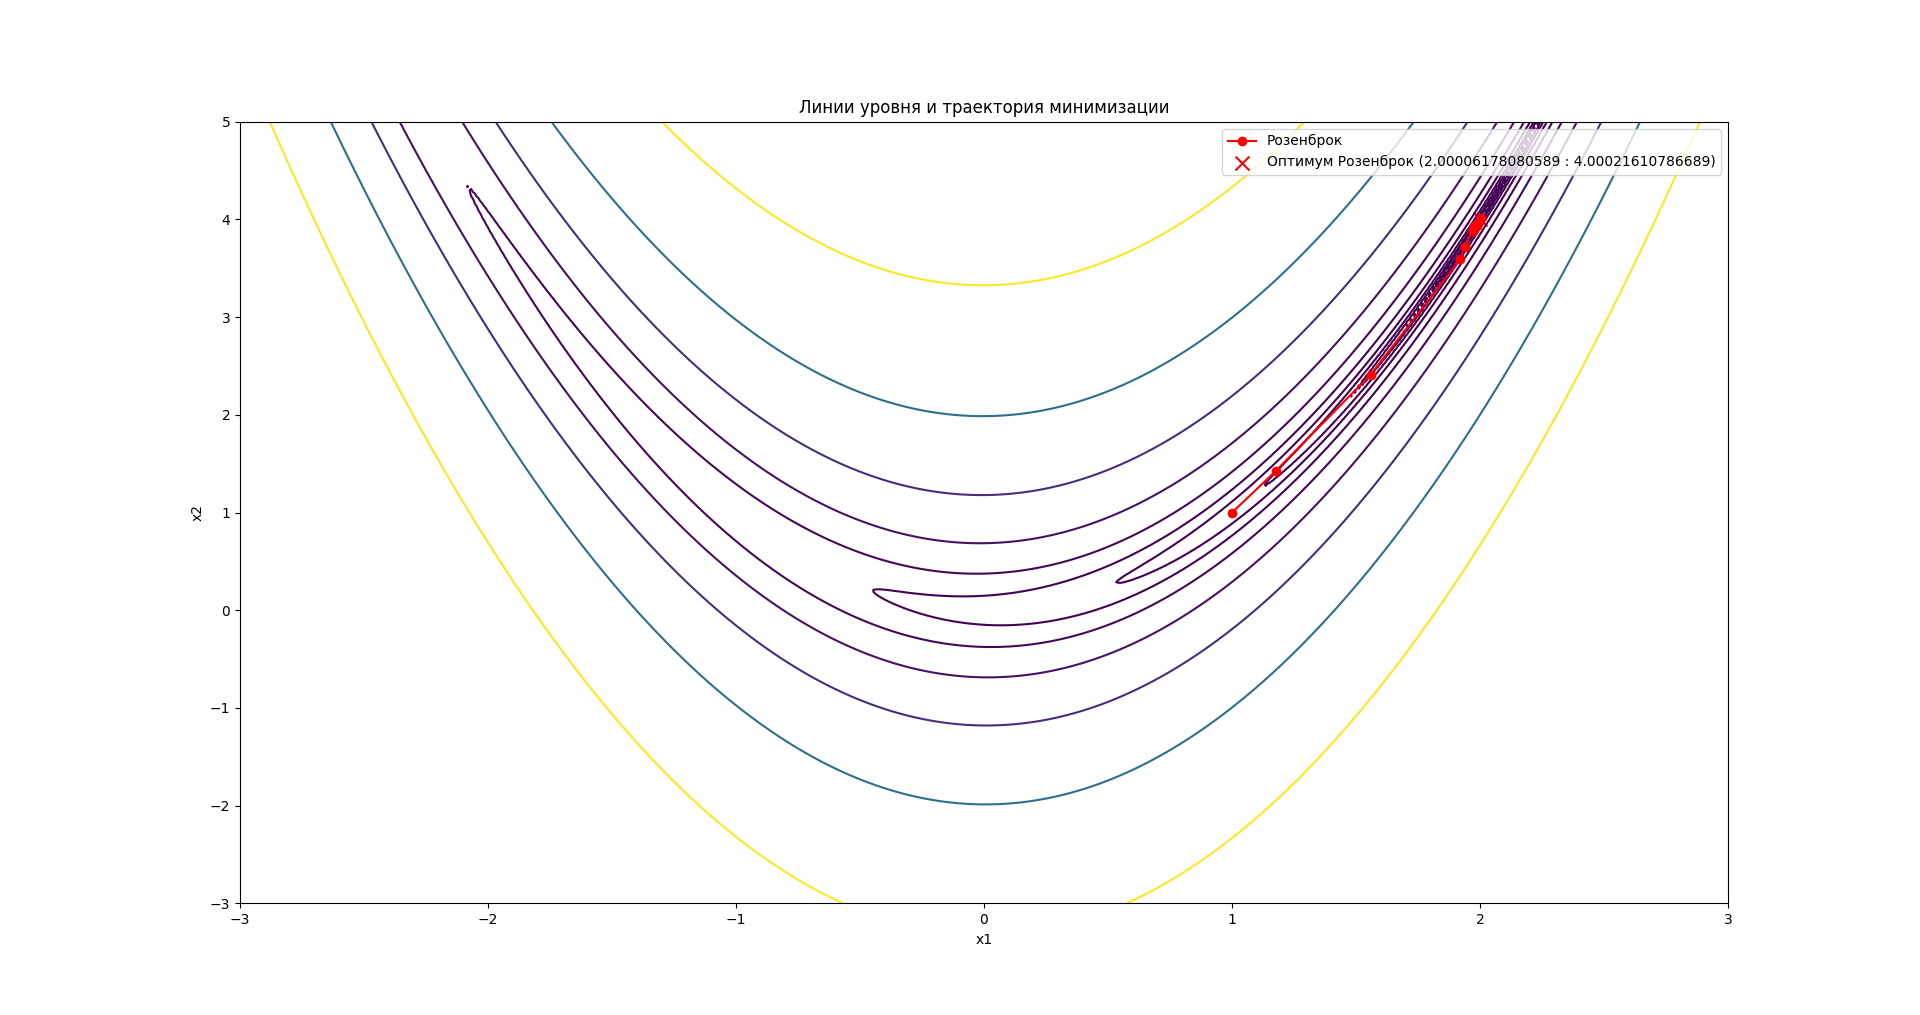 Линии уровня и траектория минимизации
Розенброк
Оптимум Розенброк (2.00006178080589 : 4.00021610786689)
5
4
3
2
1
0
−1
−2
−3
x2
−3 −2 −1 0 1 2 3
x1